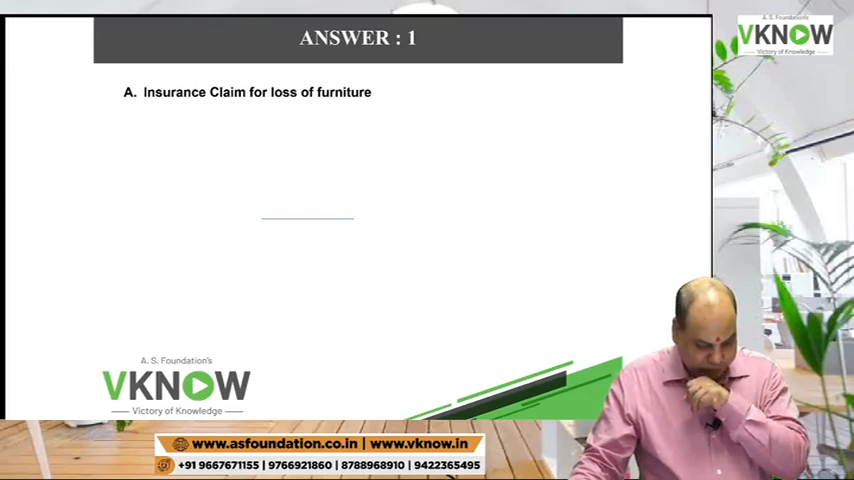 ANSWER : 1
A. S. Foundation's
VKNOW
Victory of Knowledge
A. Insurance Claim for loss of furniture
A. S. Foundation's
VKNOW
Victory of Knowledge
www.asfoundation.co.in | www.vknow.in
+91 9667671155 | 9766921860 | 8788968910 | 9422365495